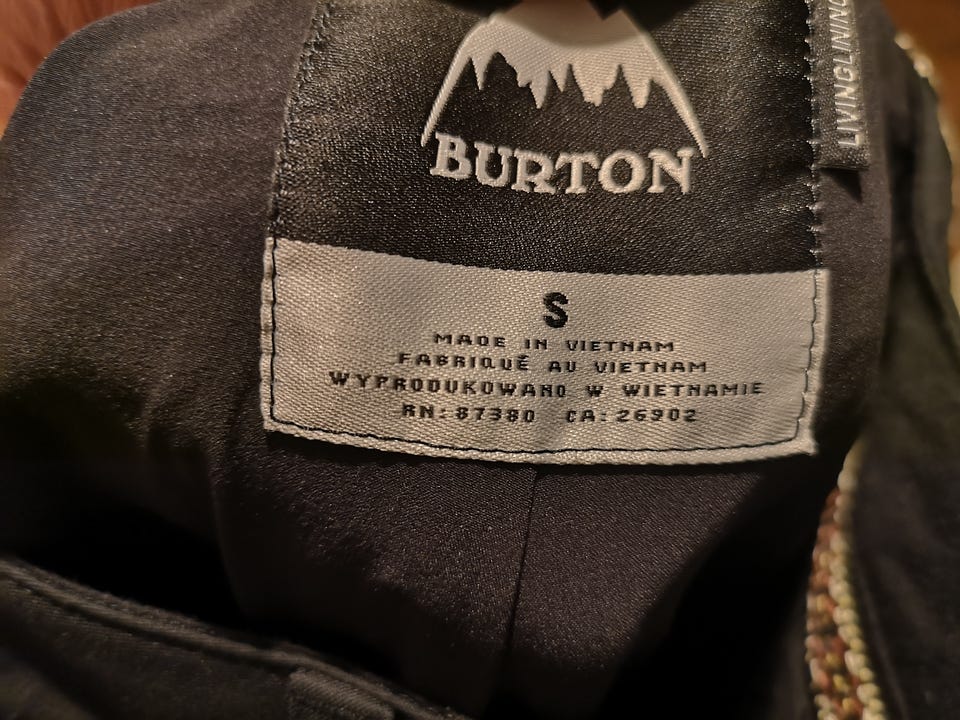 BURTON
LIVINGLINING
S
MADE IN VIETNAM
FABRIQUÉ AU VIETNAM
WYPRODUKOWANO W WIETNAMIE
RN: 87380 CA: 26902